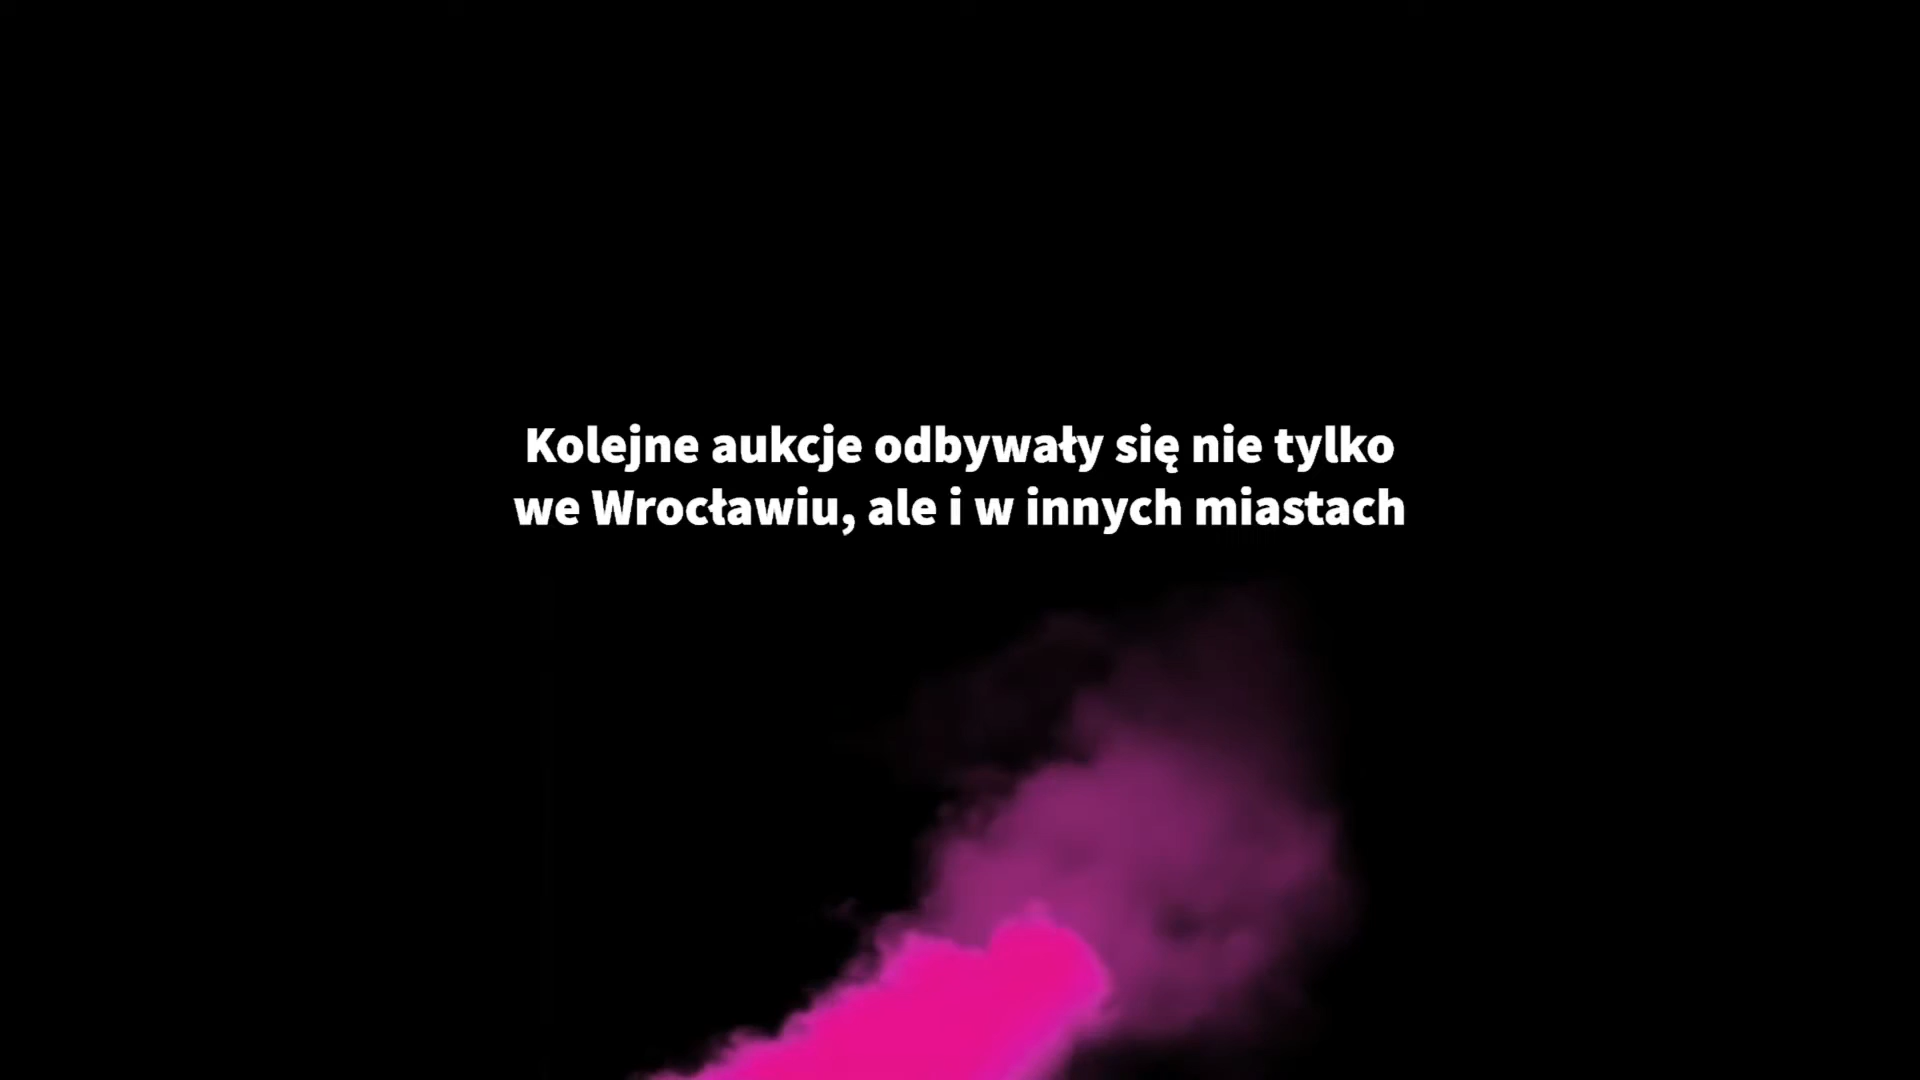 Kolejne aukcje odbywały się nie tylko
we Wrocławiu, ale i w innych miastach